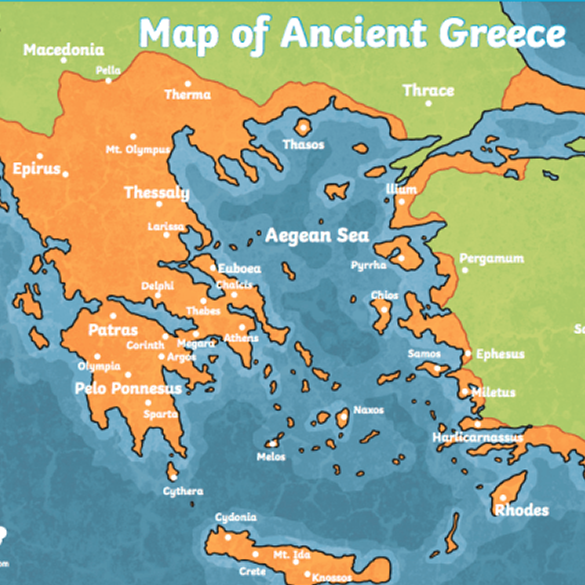 Map of Ancient Greece
Macedonia
Pella
Therma
Thrace
Thasos
Mt. Olympus
Epirus
Thessaly
Ilium
Larissa
Aegean Sea
Pyrrha
Pergamum
Euboea
Delphi
Chalcis
Chios
Thebes
Patras
Athens
Corinth
Megara
Samos
Ephesus
Argos
Olympia
Pelo Ponnesus
Miletus
Sparta
Naxos
Harlicarnassus
Melos
Cythera
Rhodes
Cydonia
Mt. Ida
Crete
Knossos
om